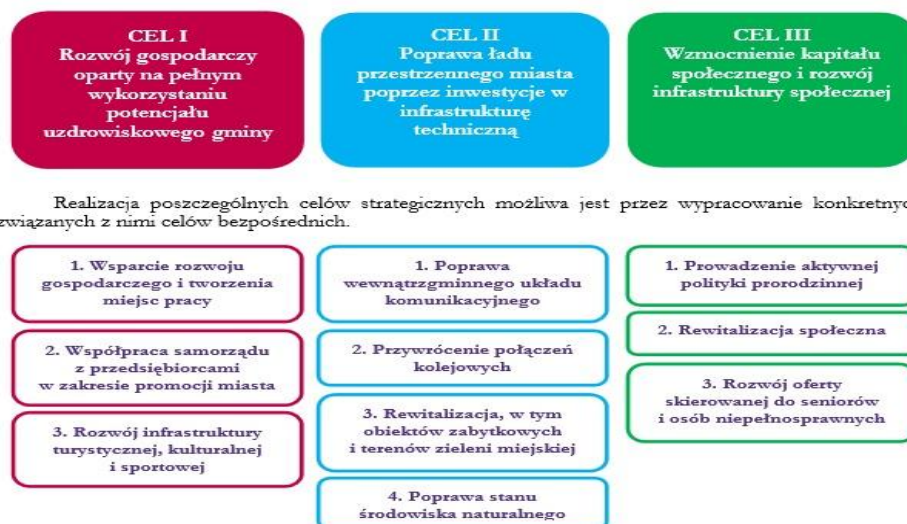 CEL I
Rozwój gospodarczy
oparty na pełnym
wykorzystaniu
potencjału
uzdrowiskowego gminy
CEL II
Poprawa ładu
przestrzennego miasta
poprzez inwestycje w
infrastrukturę
techniczną
CEL III
Wzmocnienie kapitału
społecznego i rozwój
infrastruktury społecznej
Realizacja poszczególnych celów strategicznych możliwa jest przez wypracowanie konkretnyc
związanych z nimi celów bezpośrednich.
1. Wsparcie rozwoju
gospodarczego i tworzenia
miejsc pracy
2. Współpraca samorządu
z przedsiębiorcami
w zakresie promocji miasta
3. Rozwój infrastruktury
turystycznej, kulturalnej
i sportowej
1. Poprawa
wewnątrzgminnego układu
komunikacyjnego
2. Przywrócenie połączeń
kolejowych
3. Rewitalizacja, w tym
obiektów zabytkowych
i terenów zieleni miejskiej
4. Poprawa stanu
środowiska naturalnego
1. Prowadzenie aktywnej
polityki prorodzinnej
2. Rewitalizacja społeczna
3. Rozwój oferty
skierowanej do seniorów
i osób niepełnosprawnych